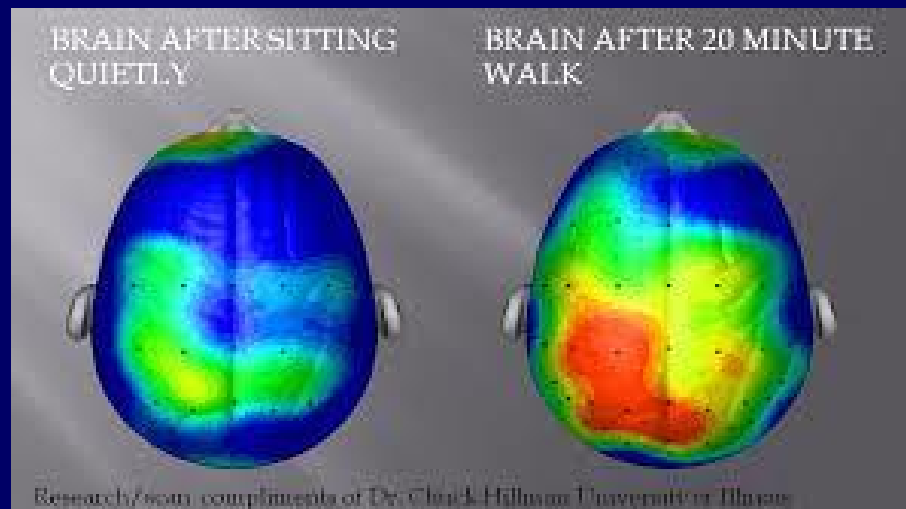 BRAIN AFTER SITTING
QUIETLY
BRAIN AFTER 20 MINUTE
WALK
Research/scan compliments of Dr. Chuck Hillman University of Illinois